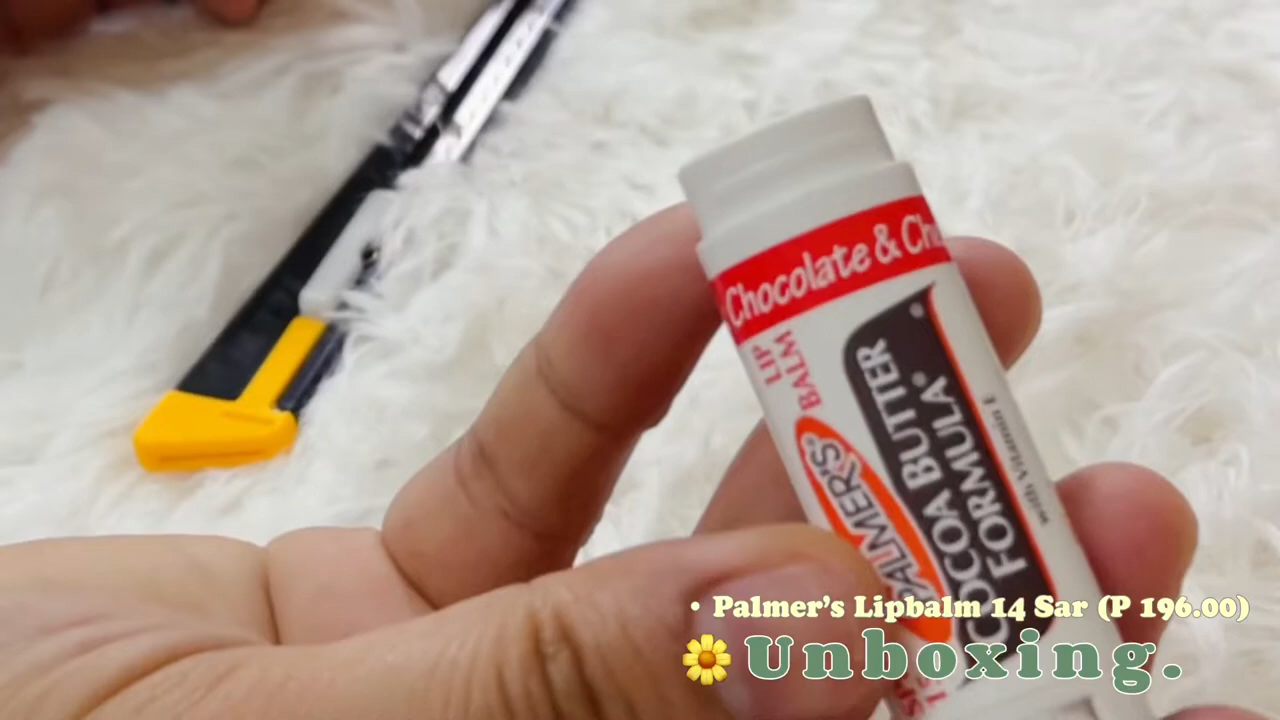 Chocolate & Ch
LIP
BALM
PALMER'S®
COCOA BUTTER
FORMULA®
with Vitamin E
• Palmer's Lipbalm 14 Sar (P 196.00)
🌼 Unboxing.